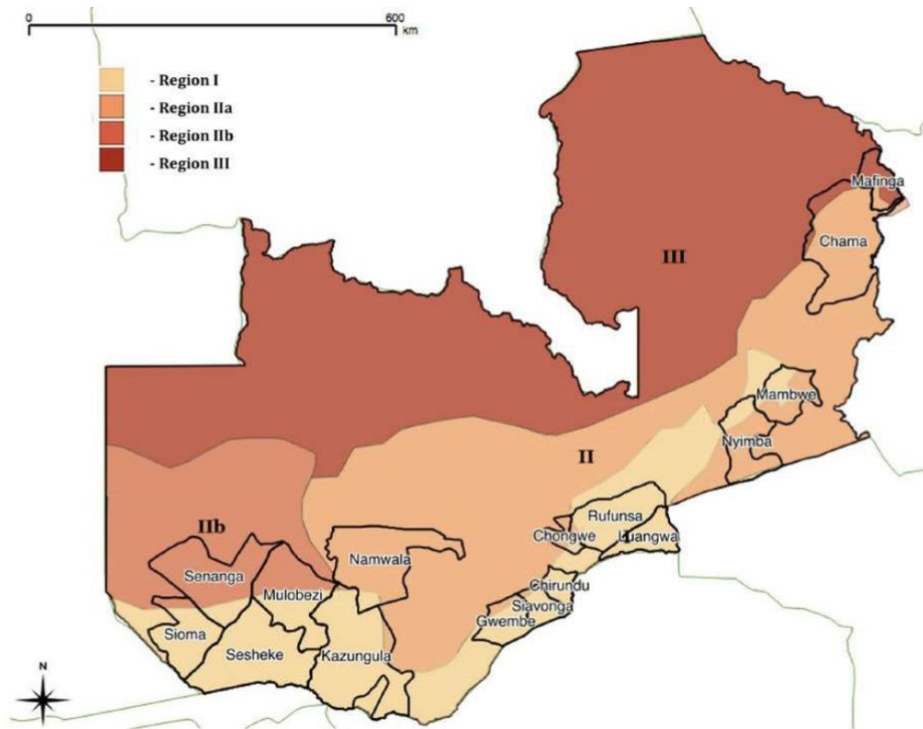 0 600
km
- Region I
- Region IIa
- Region IIb
- Region III
Mafinga
Chama
III
Mambwe
Nyimba
II
Rufunsa
Chongwe
Luangwa
IIb
Namwala
Senanga
Mulobezi
Chirundu
Siavonga
Gwembe
Sioma
Sesheke
Kazungula
N